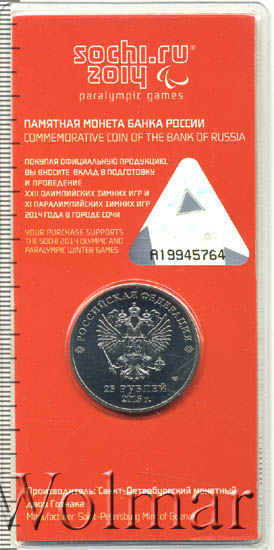 sochi.ru
2014
paralympic games
ПАМЯТНАЯ МОНЕТА БАНКА РОССИИ
COMMEMORATIVE COIN OF THE BANK OF RUSSIA
ПОКУПАЯ ОФИЦИАЛЬНУЮ ПРОДУКЦИЮ,
ВЫ ВНОСИТЕ ВКЛАД В ПОДГОТОВКУ
И ПРОВЕДЕНИЕ
XXII ОЛИМПИЙСКИХ ЗИМНИХ ИГР И
XI ПАРАЛИМПИЙСКИХ ЗИМНИХ ИГР
2014 ГОДА В ГОРОДЕ СОЧИ
YOUR PURCHASE SUPPORTS
THE SOCHI 2014 OLYMPIC AND
PARALYMPIC WINTER GAMES
A19945764
РОССИЙСКАЯ ФЕДЕРАЦИЯ
25 РУБЛЕЙ
2013 г.
Производитель: Санкт-Петербургский монетный
двор Гознака
Manufacturer: Saint-Petersburg Mint of Goznak
Wolmar